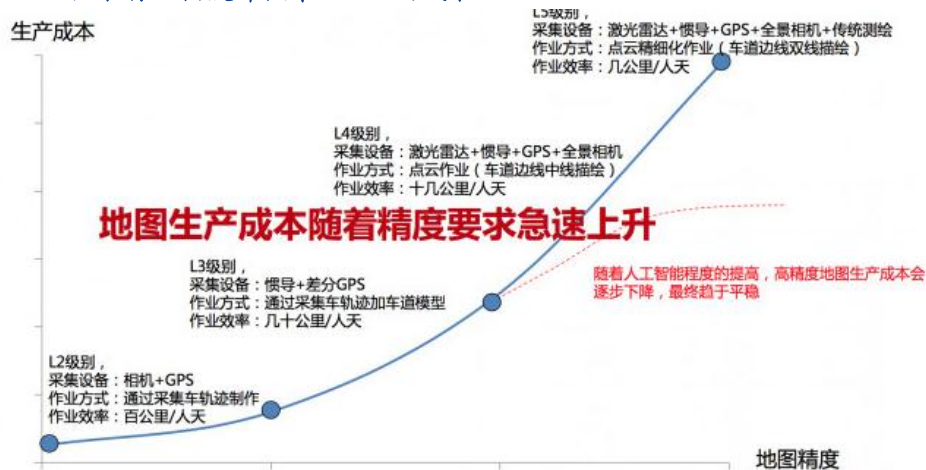 生产成本
L5级别，
采集设备：激光雷达+惯导+GPS+全景相机+传统测绘
作业方式：点云精细化作业（车道边线双线描绘）
作业效率：几公里/人天
L4级别，
采集设备：激光雷达+惯导+GPS+全景相机
作业方式：点云作业（车道边线中线描绘）
作业效率：十几公里/人天
地图生产成本随着精度要求急速上升
L3级别，
采集设备：惯导+差分GPS
作业方式：通过采集车轨迹加车道模型
作业效率：几十公里/人天
随着人工智能程度的提高，高精度地图生产成本会
逐步下降，最终趋于平稳
L2级别，
采集设备：相机+GPS
作业方式：通过采集车轨迹制作
作业效率：百公里/人天
地图精度